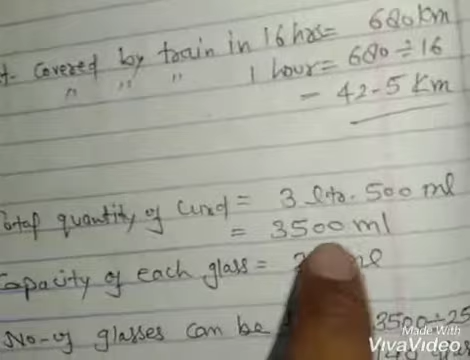 t. Covered by train in 16 hrs = 680 Km
" " " 1 hour = 680 ÷ 16
= 42.5 Km
Total quantity of Curd = 3 ltr. 500 ml
= 3500 ml
Capacity of each glass = ml
No. of glasses can be 3500 ÷ 25
Made With
VivaVideo